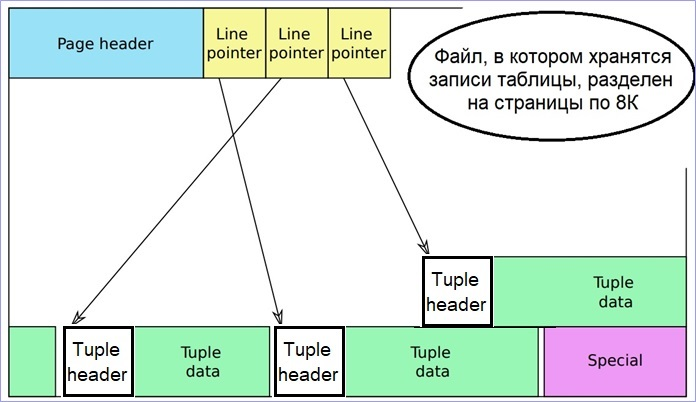 Page header
Line
pointer
Line
pointer
Line
pointer
Файл, в котором хранятся
записи таблицы, разделен
на страницы по 8К
Tuple
header
Tuple
data
Tuple
header
Tuple
data
Tuple
header
Tuple
data
Special